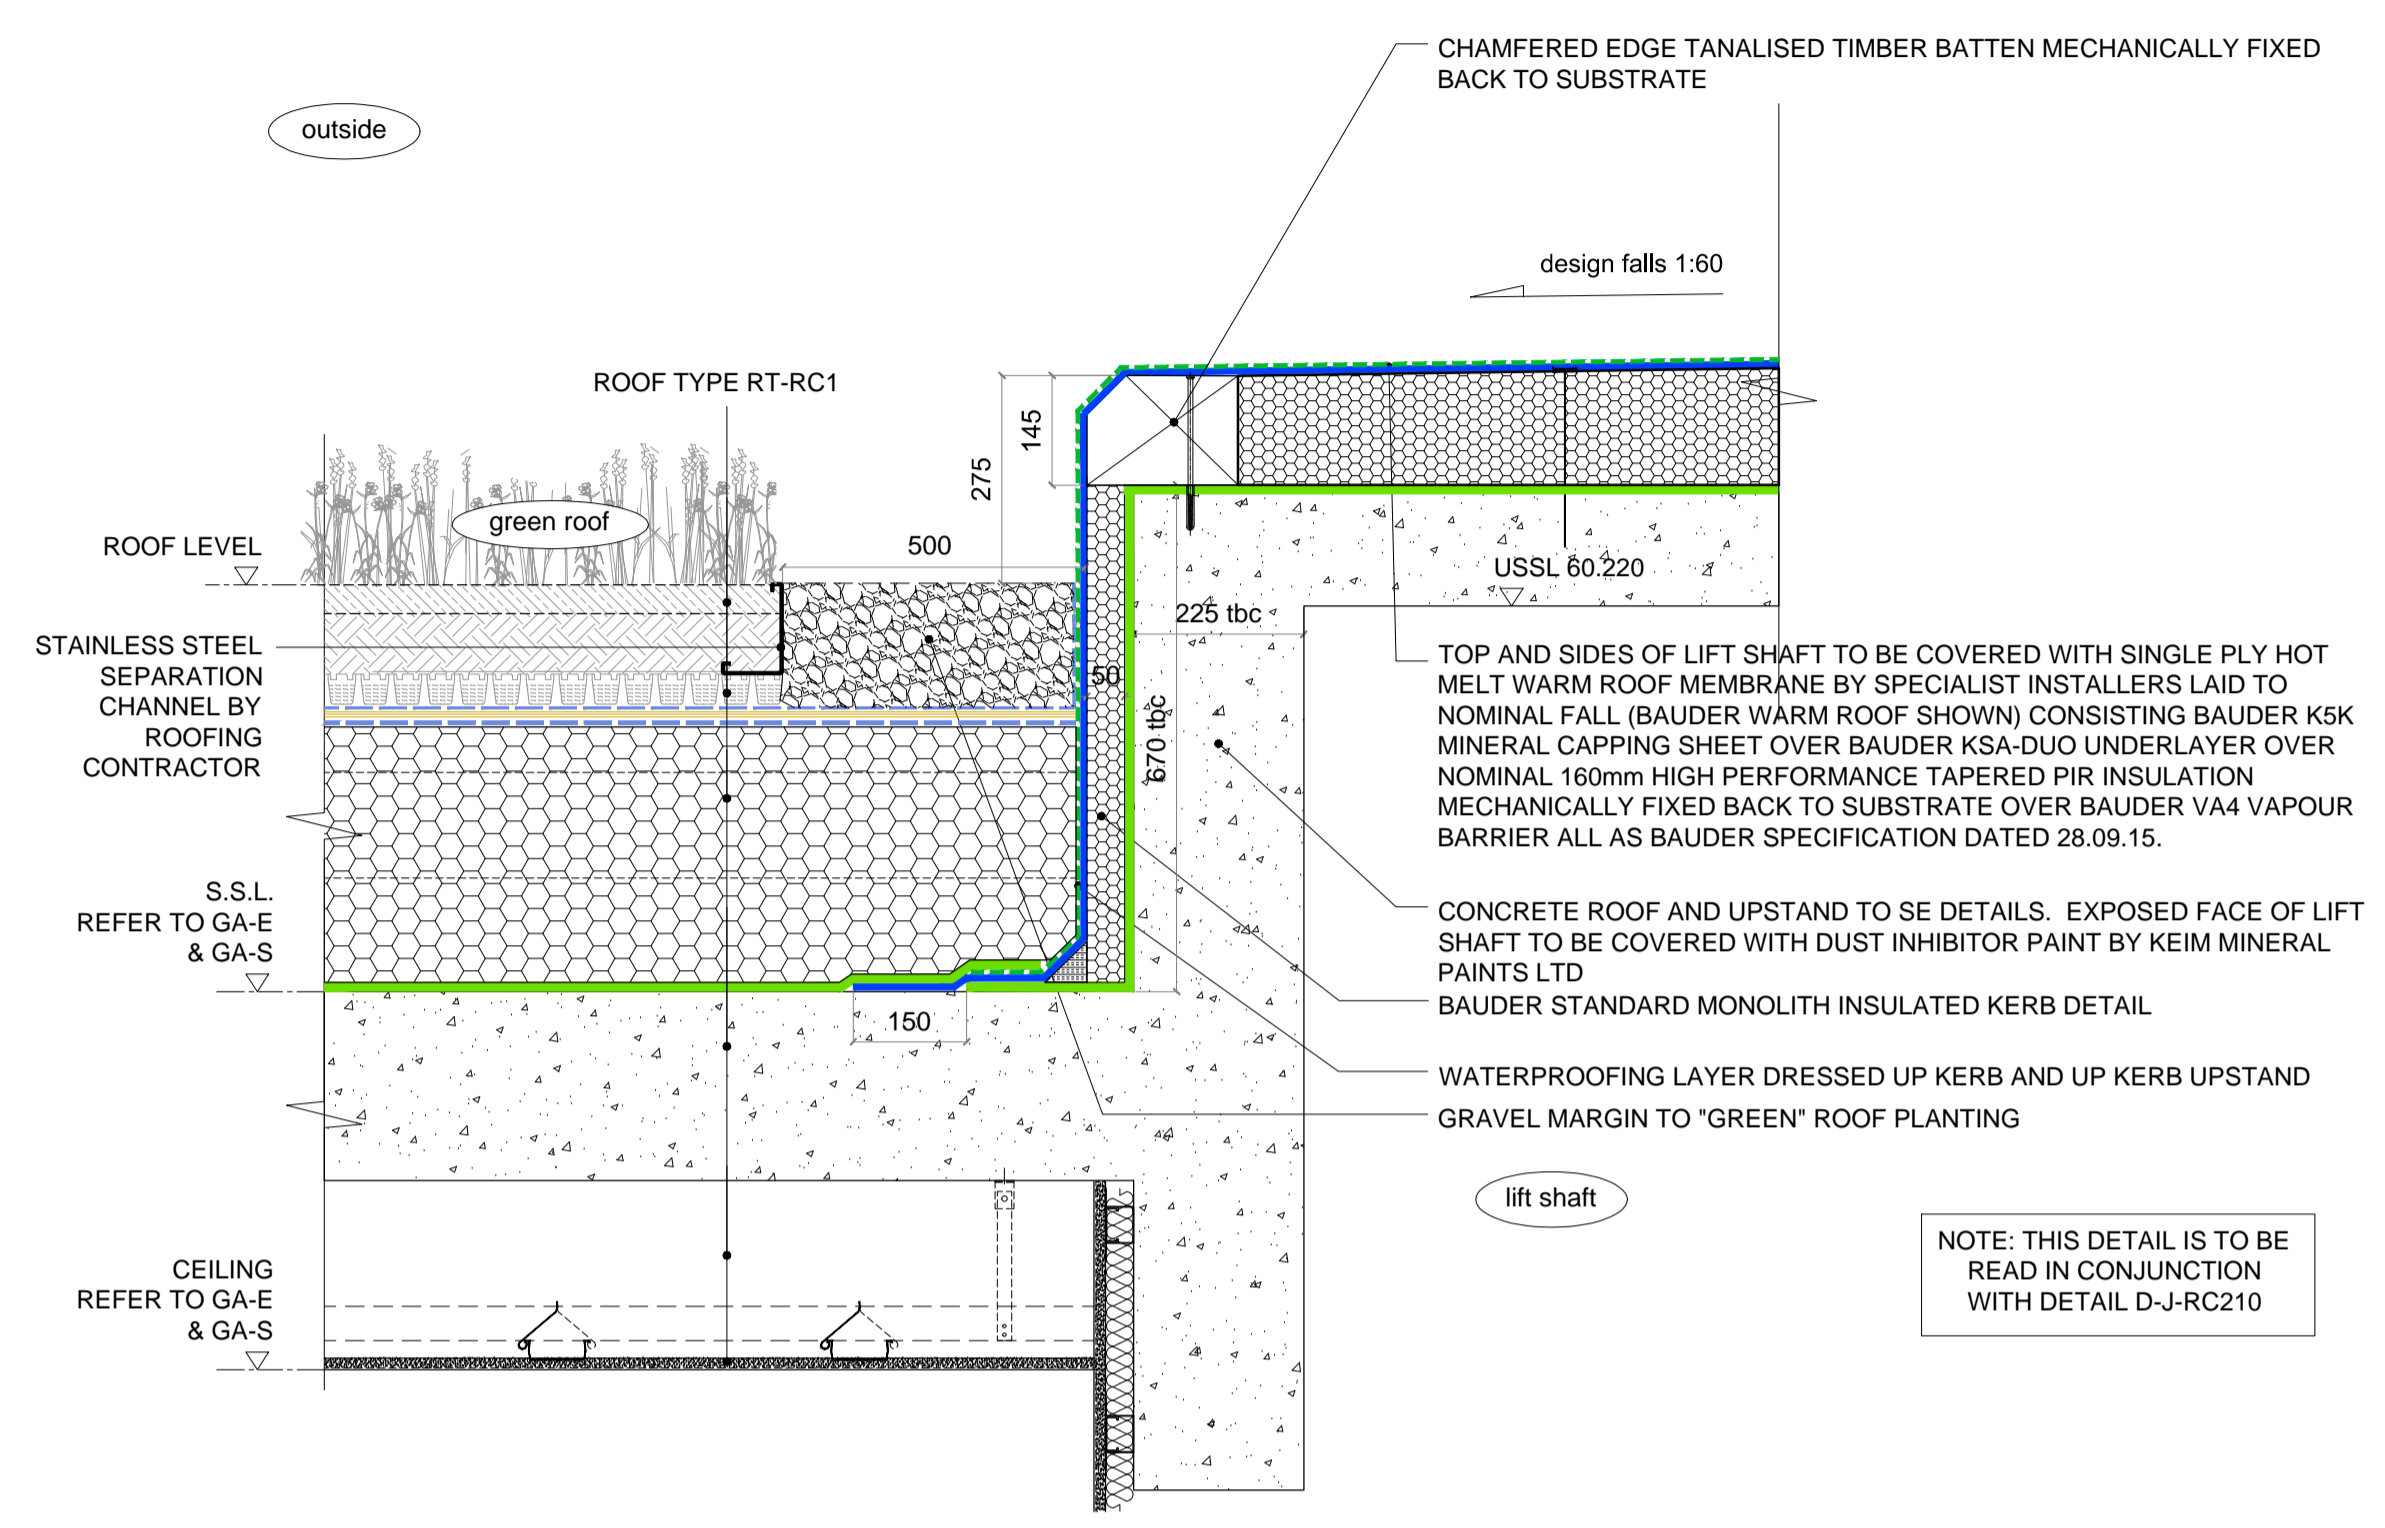 CHAMFERED EDGE TANALISED TIMBER BATTEN MECHANICALLY FIXED
BACK TO SUBSTRATE
outside
design falls 1:60
ROOF TYPE RT-RC1
145
275
green roof
500
ROOF LEVEL
USSL 60.220
225 tbc
STAINLESS STEEL
SEPARATION
CHANNEL BY
ROOFING
CONTRACTOR
50
670 tbc
TOP AND SIDES OF LIFT SHAFT TO BE COVERED WITH SINGLE PLY HOT
MELT WARM ROOF MEMBRANE BY SPECIALIST INSTALLERS LAID TO
NOMINAL FALL (BAUDER WARM ROOF SHOWN) CONSISTING BAUDER K5K
MINERAL CAPPING SHEET OVER BAUDER KSA-DUO UNDERLAYER OVER
NOMINAL 160mm HIGH PERFORMANCE TAPERED PIR INSULATION
MECHANICALLY FIXED BACK TO SUBSTRATE OVER BAUDER VA4 VAPOUR
BARRIER ALL AS BAUDER SPECIFICATION DATED 28.09.15.
S.S.L.
REFER TO GA-E
& GA-S
CONCRETE ROOF AND UPSTAND TO SE DETAILS. EXPOSED FACE OF LIFT
SHAFT TO BE COVERED WITH DUST INHIBITOR PAINT BY KEIM MINERAL
PAINTS LTD
BAUDER STANDARD MONOLITH INSULATED KERB DETAIL
150
WATERPROOFING LAYER DRESSED UP KERB AND UP KERB UPSTAND
GRAVEL MARGIN TO "GREEN" ROOF PLANTING
lift shaft
CEILING
REFER TO GA-E
& GA-S
NOTE: THIS DETAIL IS TO BE
READ IN CONJUNCTION
WITH DETAIL D-J-RC210